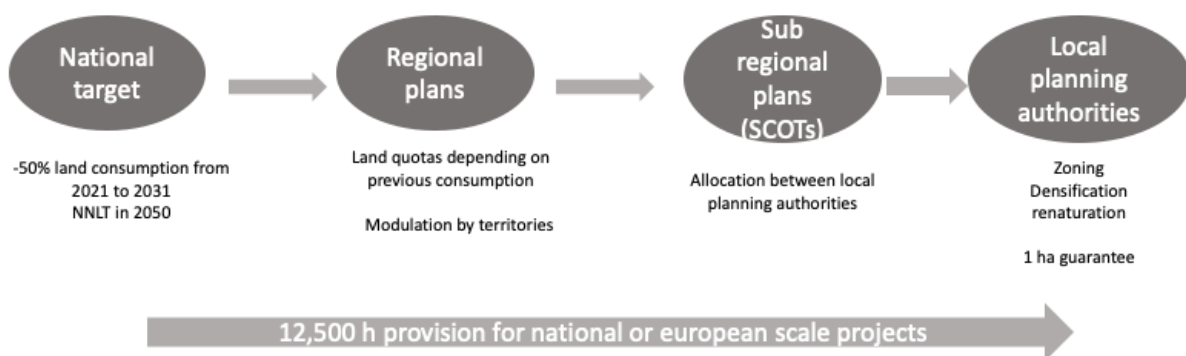 National
target
Regional
plans
Sub
regional
plans
(SCOTs)
Local
planning
authorities
-50% land consumption from
2021 to 2031
NNLT in 2050
Land quotas depending on
previous consumption
Modulation by territories
Allocation between local
planning authorities
Zoning
Densification
renaturation
1 ha guarantee
12,500 h provision for national or european scale projects